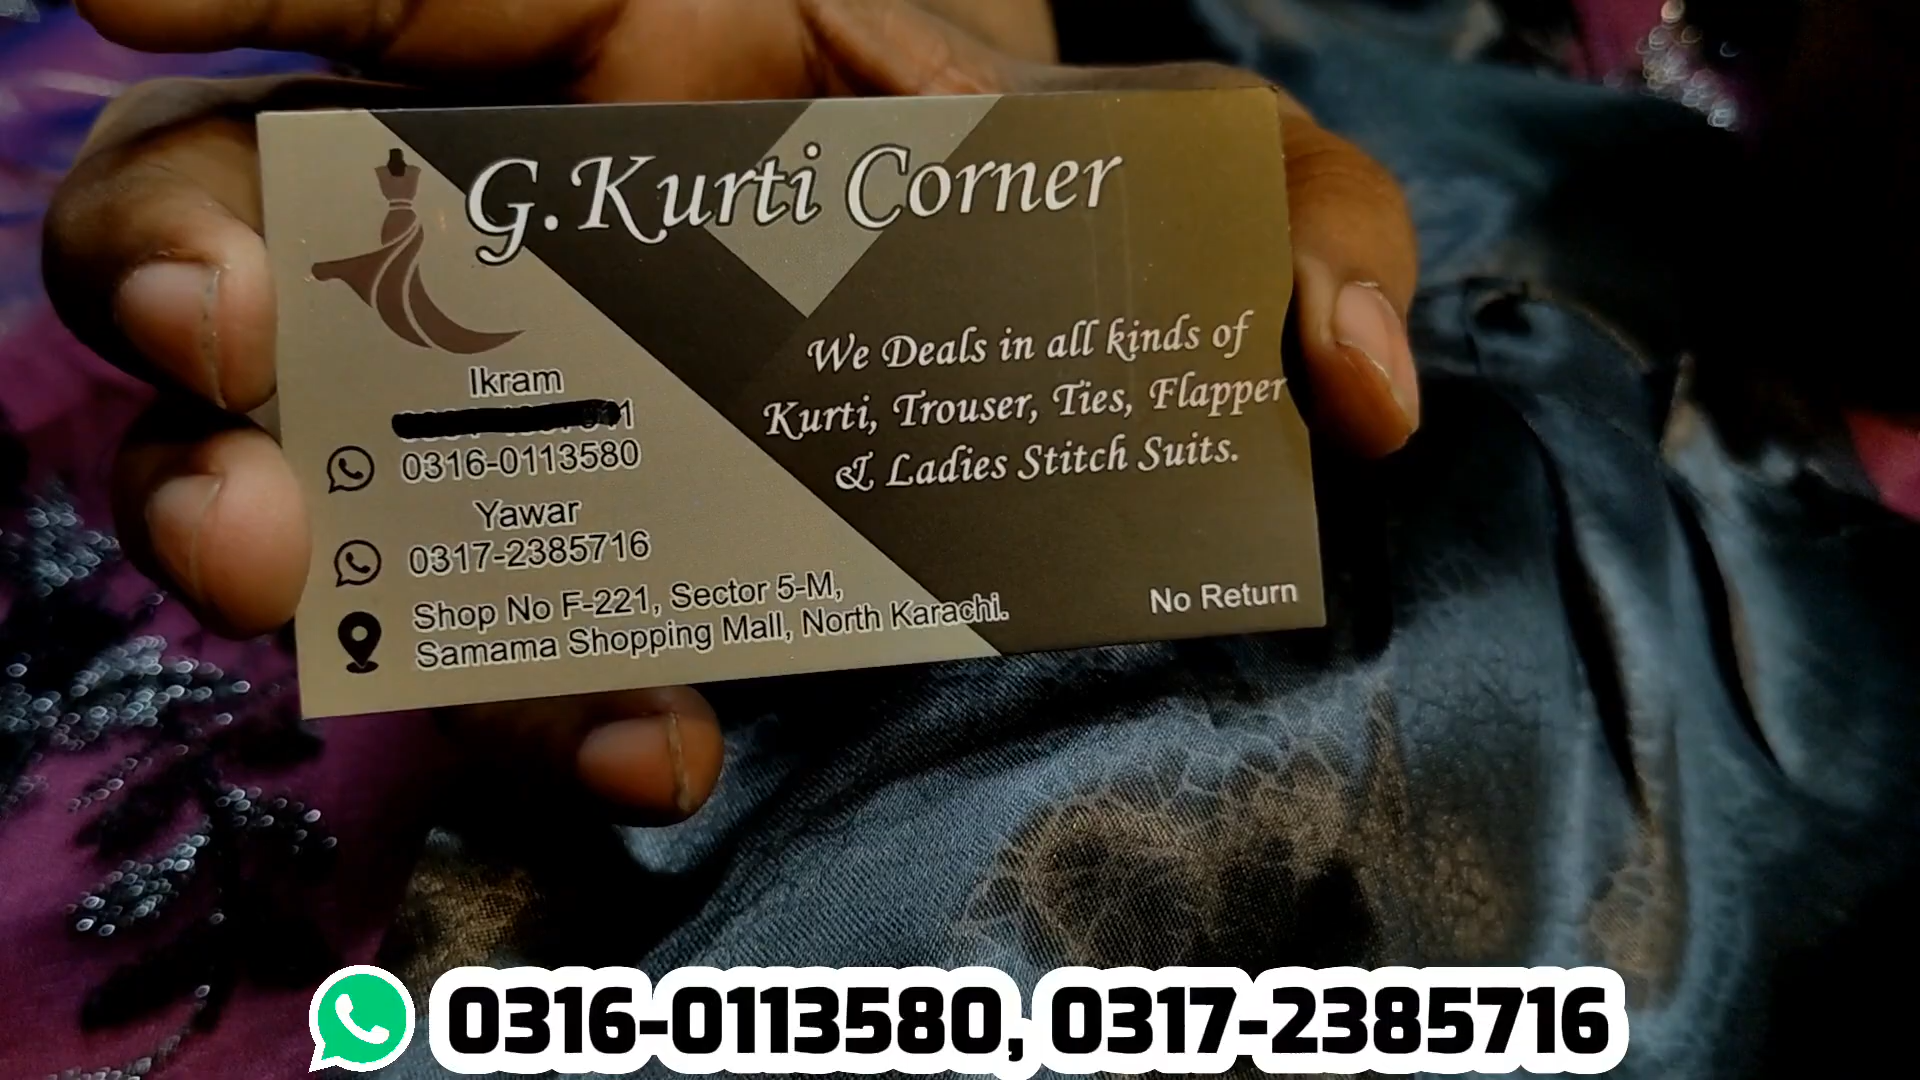 G.Kurti Corner
We Deals in all kinds of
Kurti, Trouser, Ties, Flapper
& Ladies Stitch Suits.
Ikram
0316-0113580
Yawar
0317-2385716
Shop No F-221, Sector 5-M,
Samama Shopping Mall, North Karachi.
No Return
0316-0113580, 0317-2385716